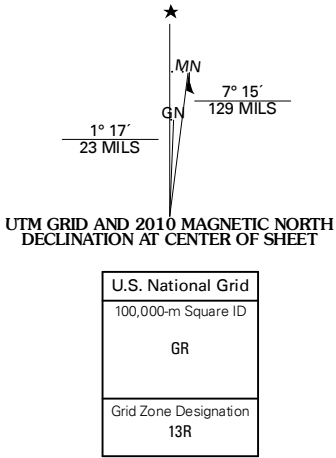 MN
7° 15´
129 MILS
GN
1° 17´
23 MILS
UTM GRID AND 2010 MAGNETIC NORTH
DECLINATION AT CENTER OF SHEET
U.S. National Grid
100,000-m Square ID
GR
Grid Zone Designation
13R